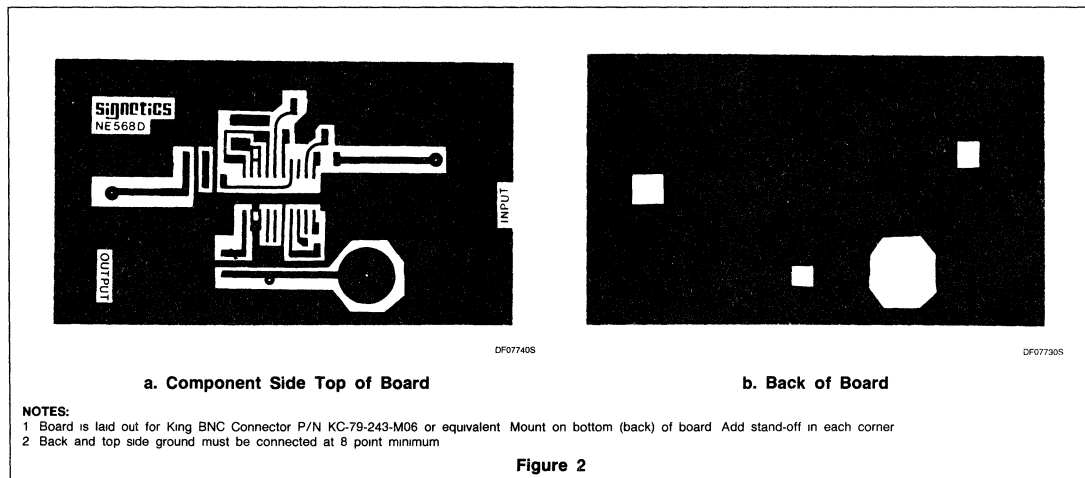 signetics
NE568D
INPUT
OUTPUT
DF07740S
DF07730S
a. Component Side Top of Board
b. Back of Board
NOTES:
1 Board is laid out for King BNC Connector P/N KC-79-243-M06 or equivalent Mount on bottom (back) of board Add stand-off in each corner
2 Back and top side ground must be connected at 8 point minimum
Figure 2